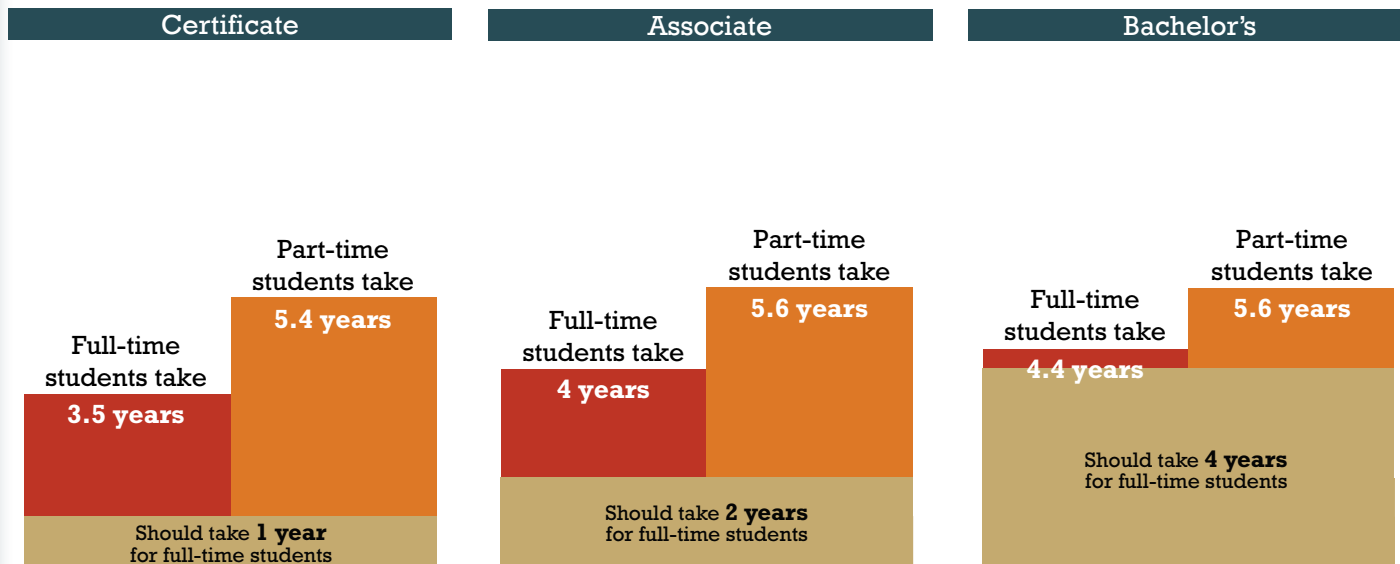 Certificate
Associate
Bachelor’s
Full-time
students take
3.5 years
Part-time
students take
5.4 years
Should take 1 year
for full-time students
Full-time
students take
4 years
Part-time
students take
5.6 years
Should take 2 years
for full-time students
Full-time
students take
4.4 years
Part-time
students take
5.6 years
Should take 4 years
for full-time students